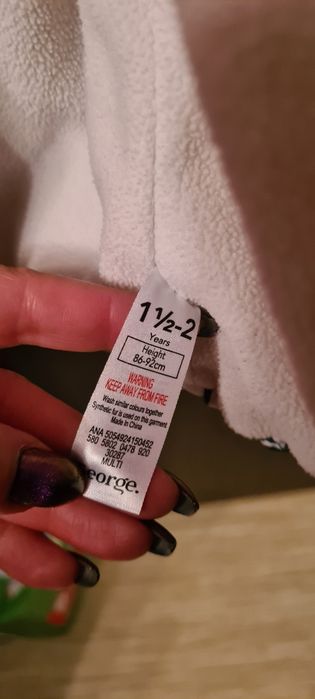 1½-2
Years
Height
86-92cm
WARNING
KEEP AWAY FROM FIRE
Wash similar colours together
Synthetic fur is used on this garment
Made in China
ANA 5054924150452
580 5802 0478 920
30287
MULTI
eorge.